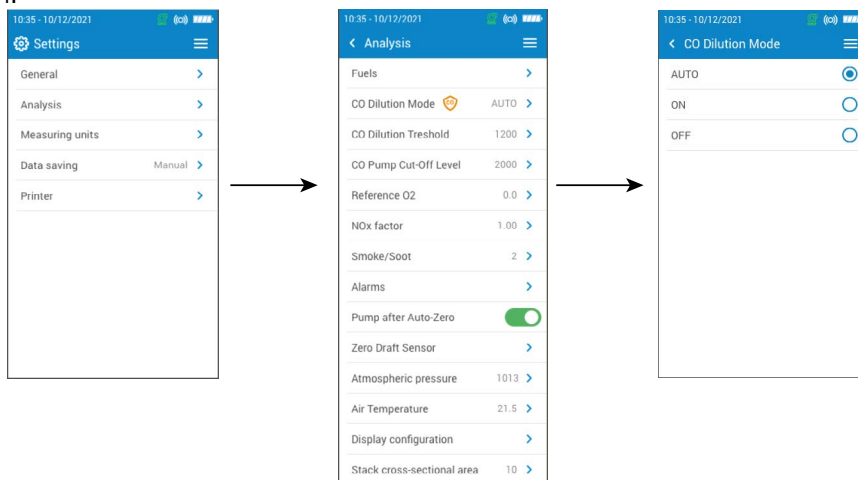 10:35 - 10/12/2021
Settings
General
Analysis
Measuring units
Data saving Manual
Printer
10:35 - 10/12/2021
Analysis
Fuels
CO Dilution Mode CO AUTO
CO Dilution Treshold 1200
CO Pump Cut-Off Level 2000
Reference O2 0.0
NOx factor 1.00
Smoke/Soot 2
Alarms
Pump after Auto-Zero
Zero Draft Sensor
Atmospheric pressure 1013
Air Temperature 21.5
Display configuration
Stack cross-sectional area 10
10:35 - 10/12/2021
CO Dilution Mode
AUTO
ON
OFF